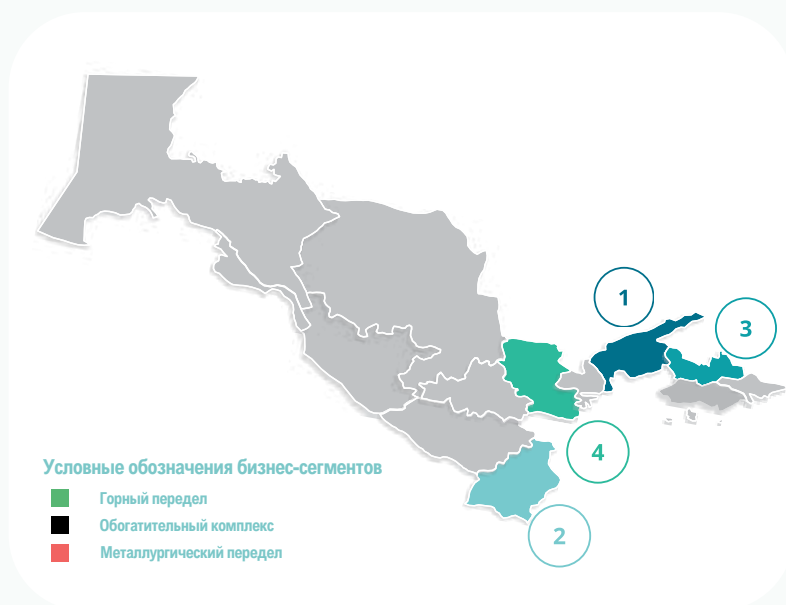 1
3
4
2
Условные обозначения бизнес-сегментов
Горный передел
Обогатительный комплекс
Металлургический передел